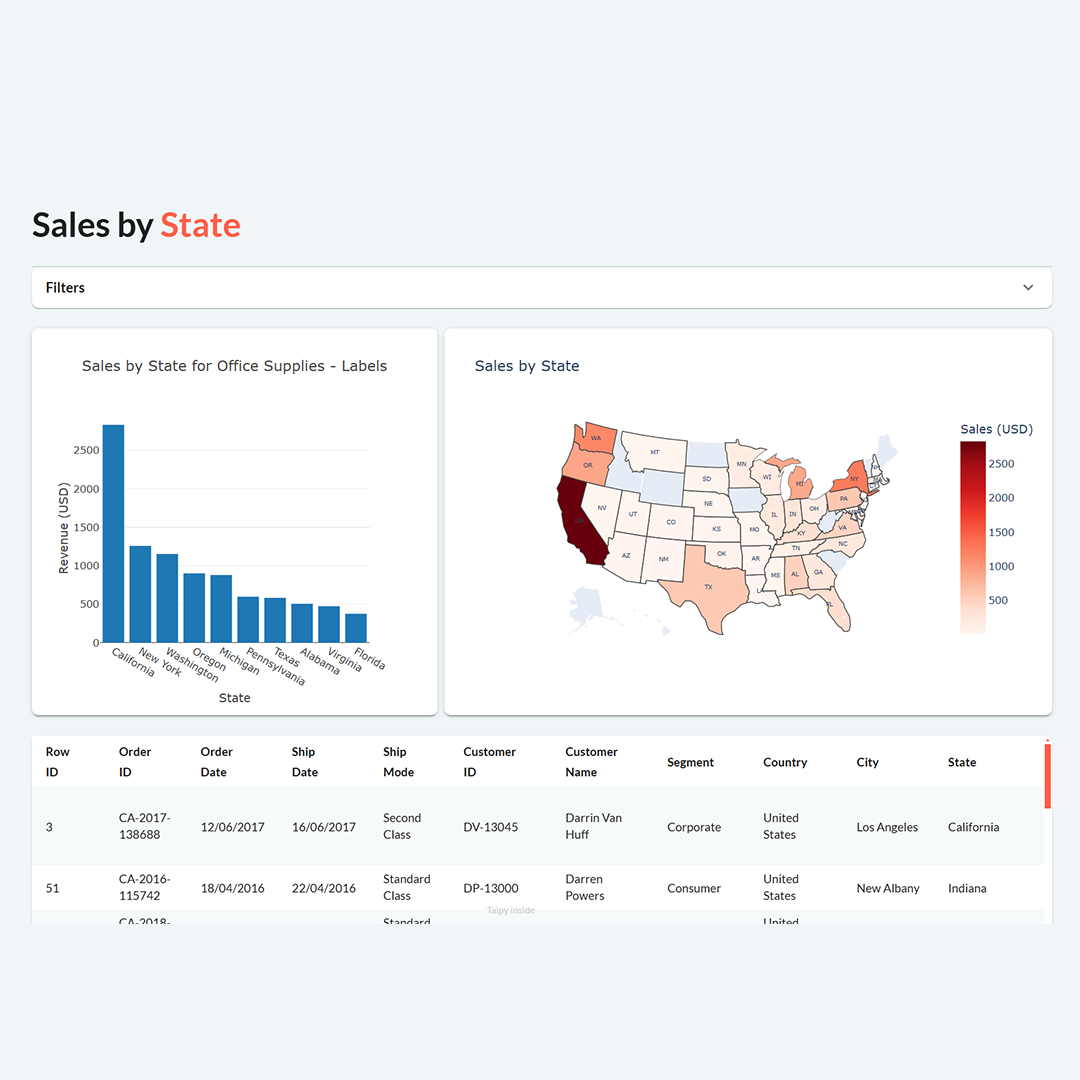 Sales by State
Filters
Sales by State for Office Supplies - Labels
Revenue (USD)
2500
2000
1500
1000
500
0
California
New York
Washington
Oregon
Michigan
Pennsylvania
Texas
Alabama
Virginia
Florida
State
Sales by State
WA
MT
OR
MN
SD
WI
MI
NY
NV
NE
PA
UT
CO
IL
IN
OH
CA
KS
MO
KY
VA
NC
AZ
NM
OK
AR
TN
TX
MS
AL
GA
FL
Sales (USD)
2500
2000
1500
1000
500
Row ID Order ID Order Date Ship Date Ship Mode Customer ID Customer Name Segment Country City State
3 CA-2017-138688 12/06/2017 16/06/2017 Second Class DV-13045 Darrin Van Huff Corporate United States Los Angeles California
51 CA-2016-115742 18/04/2016 22/04/2016 Standard Class DP-13000 Darren Powers Consumer United States New Albany Indiana
Taipy inside
CA-2018- Standard United